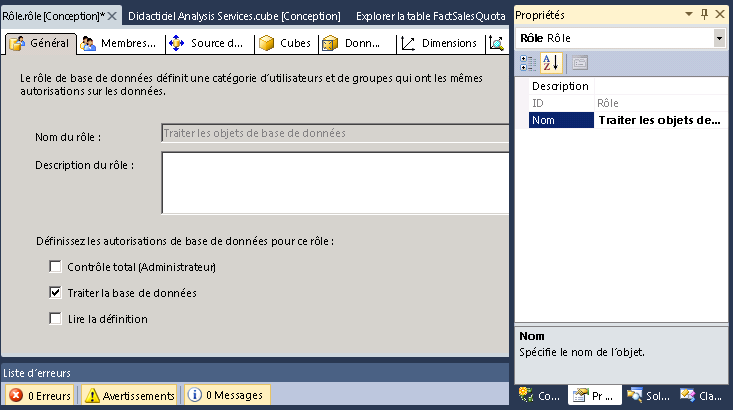 Rôle.rôle [Conception]* Didacticiel Analysis Services.cube [Conception] Explorer la table FactSalesQuota
Général Membres... Source d... Cubes Donn... Dimensions
Le rôle de base de données définit une catégorie d'utilisateurs et de groupes qui ont les mêmes
autorisations sur les données.
Nom du rôle : Traiter les objets de base de données
Description du rôle :
Définissez les autorisations de base de données pour ce rôle :
Contrôle total (Administrateur)
Traiter la base de données
Lire la définition
Liste d'erreurs
0 Erreurs Avertissements 0 Messages
Propriétés
Rôle Rôle
Description
ID Rôle
Nom Traiter les objets de...
Nom
Spécifie le nom de l'objet.
Co... Pr ... Sol... Cla...